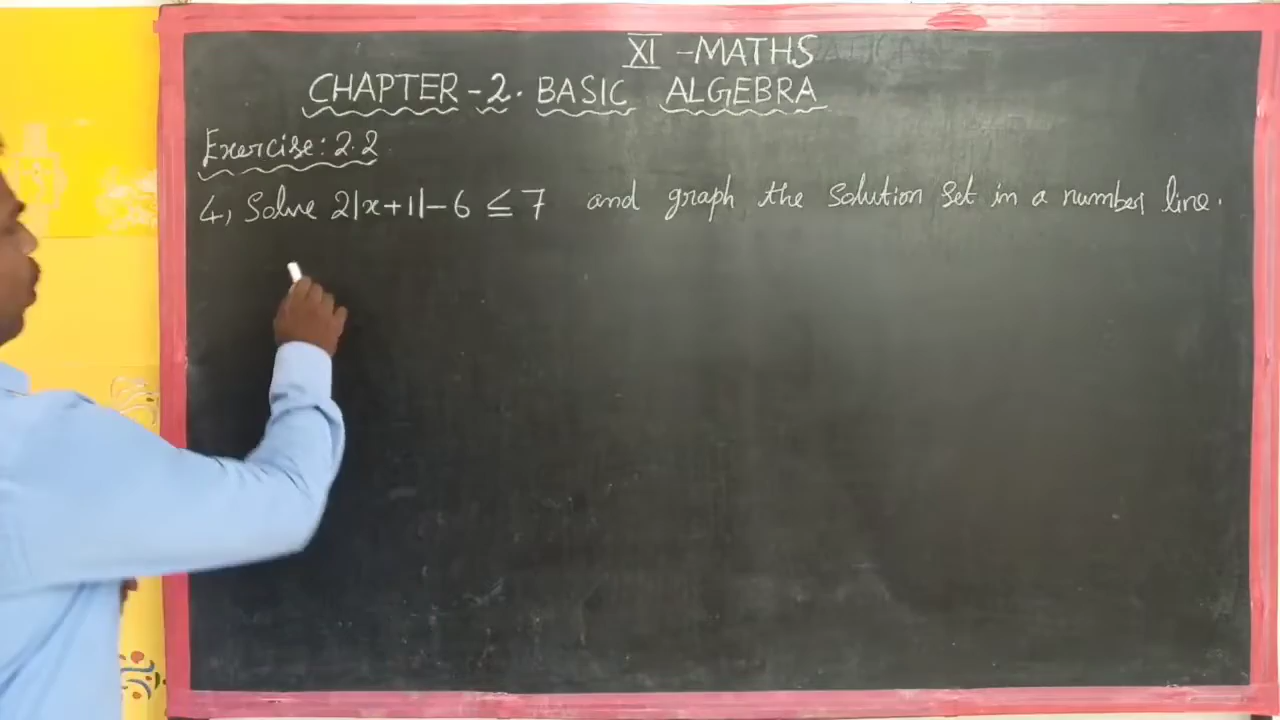 XI - MATHS
CHAPTER - 2. BASIC ALGEBRA
Exercise: 2.2
4, Solve 2|x+1|-6 ≤ 7 and graph the solution set in a number line.